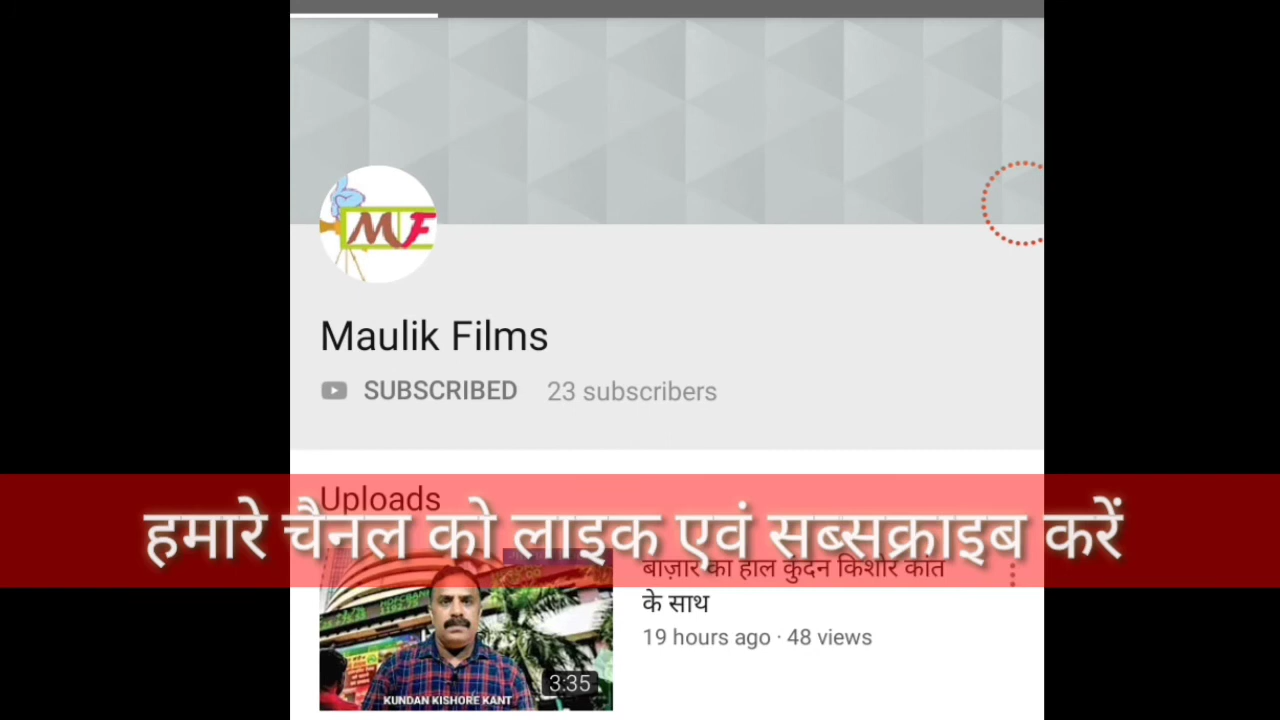 MF
Maulik Films
SUBSCRIBED 23 subscribers
Uploads
हमारे चैनल को लाइक एवं सब्सक्राइब करें
बाज़ार का हाल कुंदन किशोर कांत
के साथ
19 hours ago · 48 views
HDFCBANK
KUNDAN KISHORE KANT
3:35